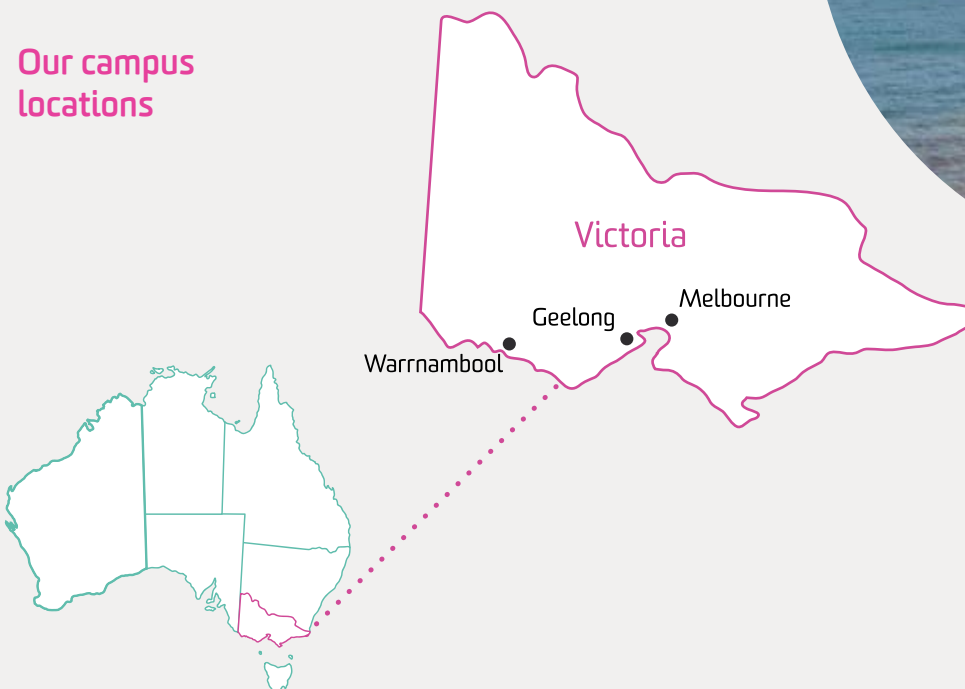 Our campus
locations
Victoria
Melbourne
Geelong
Warrnambool